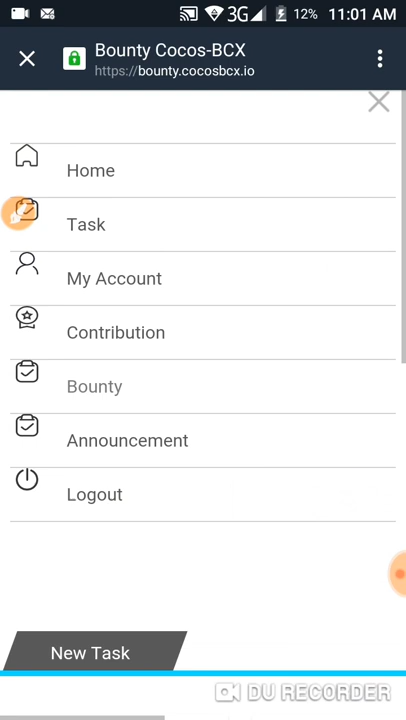 3G 12% 11:01 AM
Bounty Cocos-BCX
https://bounty.cocosbcx.io
Home
Task
My Account
Contribution
Bounty
Announcement
Logout
New Task
DU RECORDER